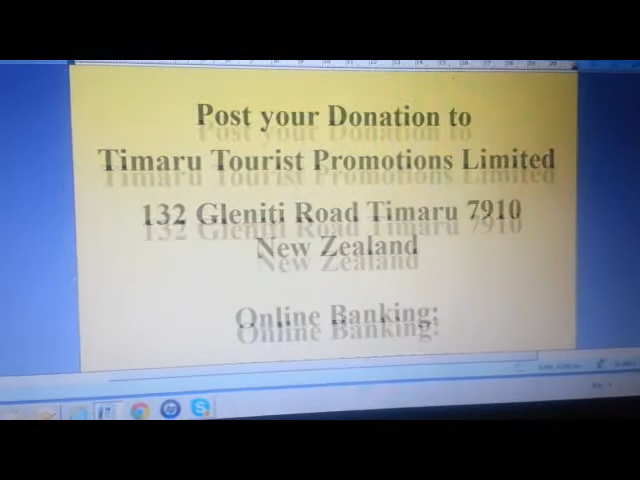 Post your Donation to
Timaru Tourist Promotions Limited
132 Gleniti Road Timaru 7910
New Zealand
Online Banking: